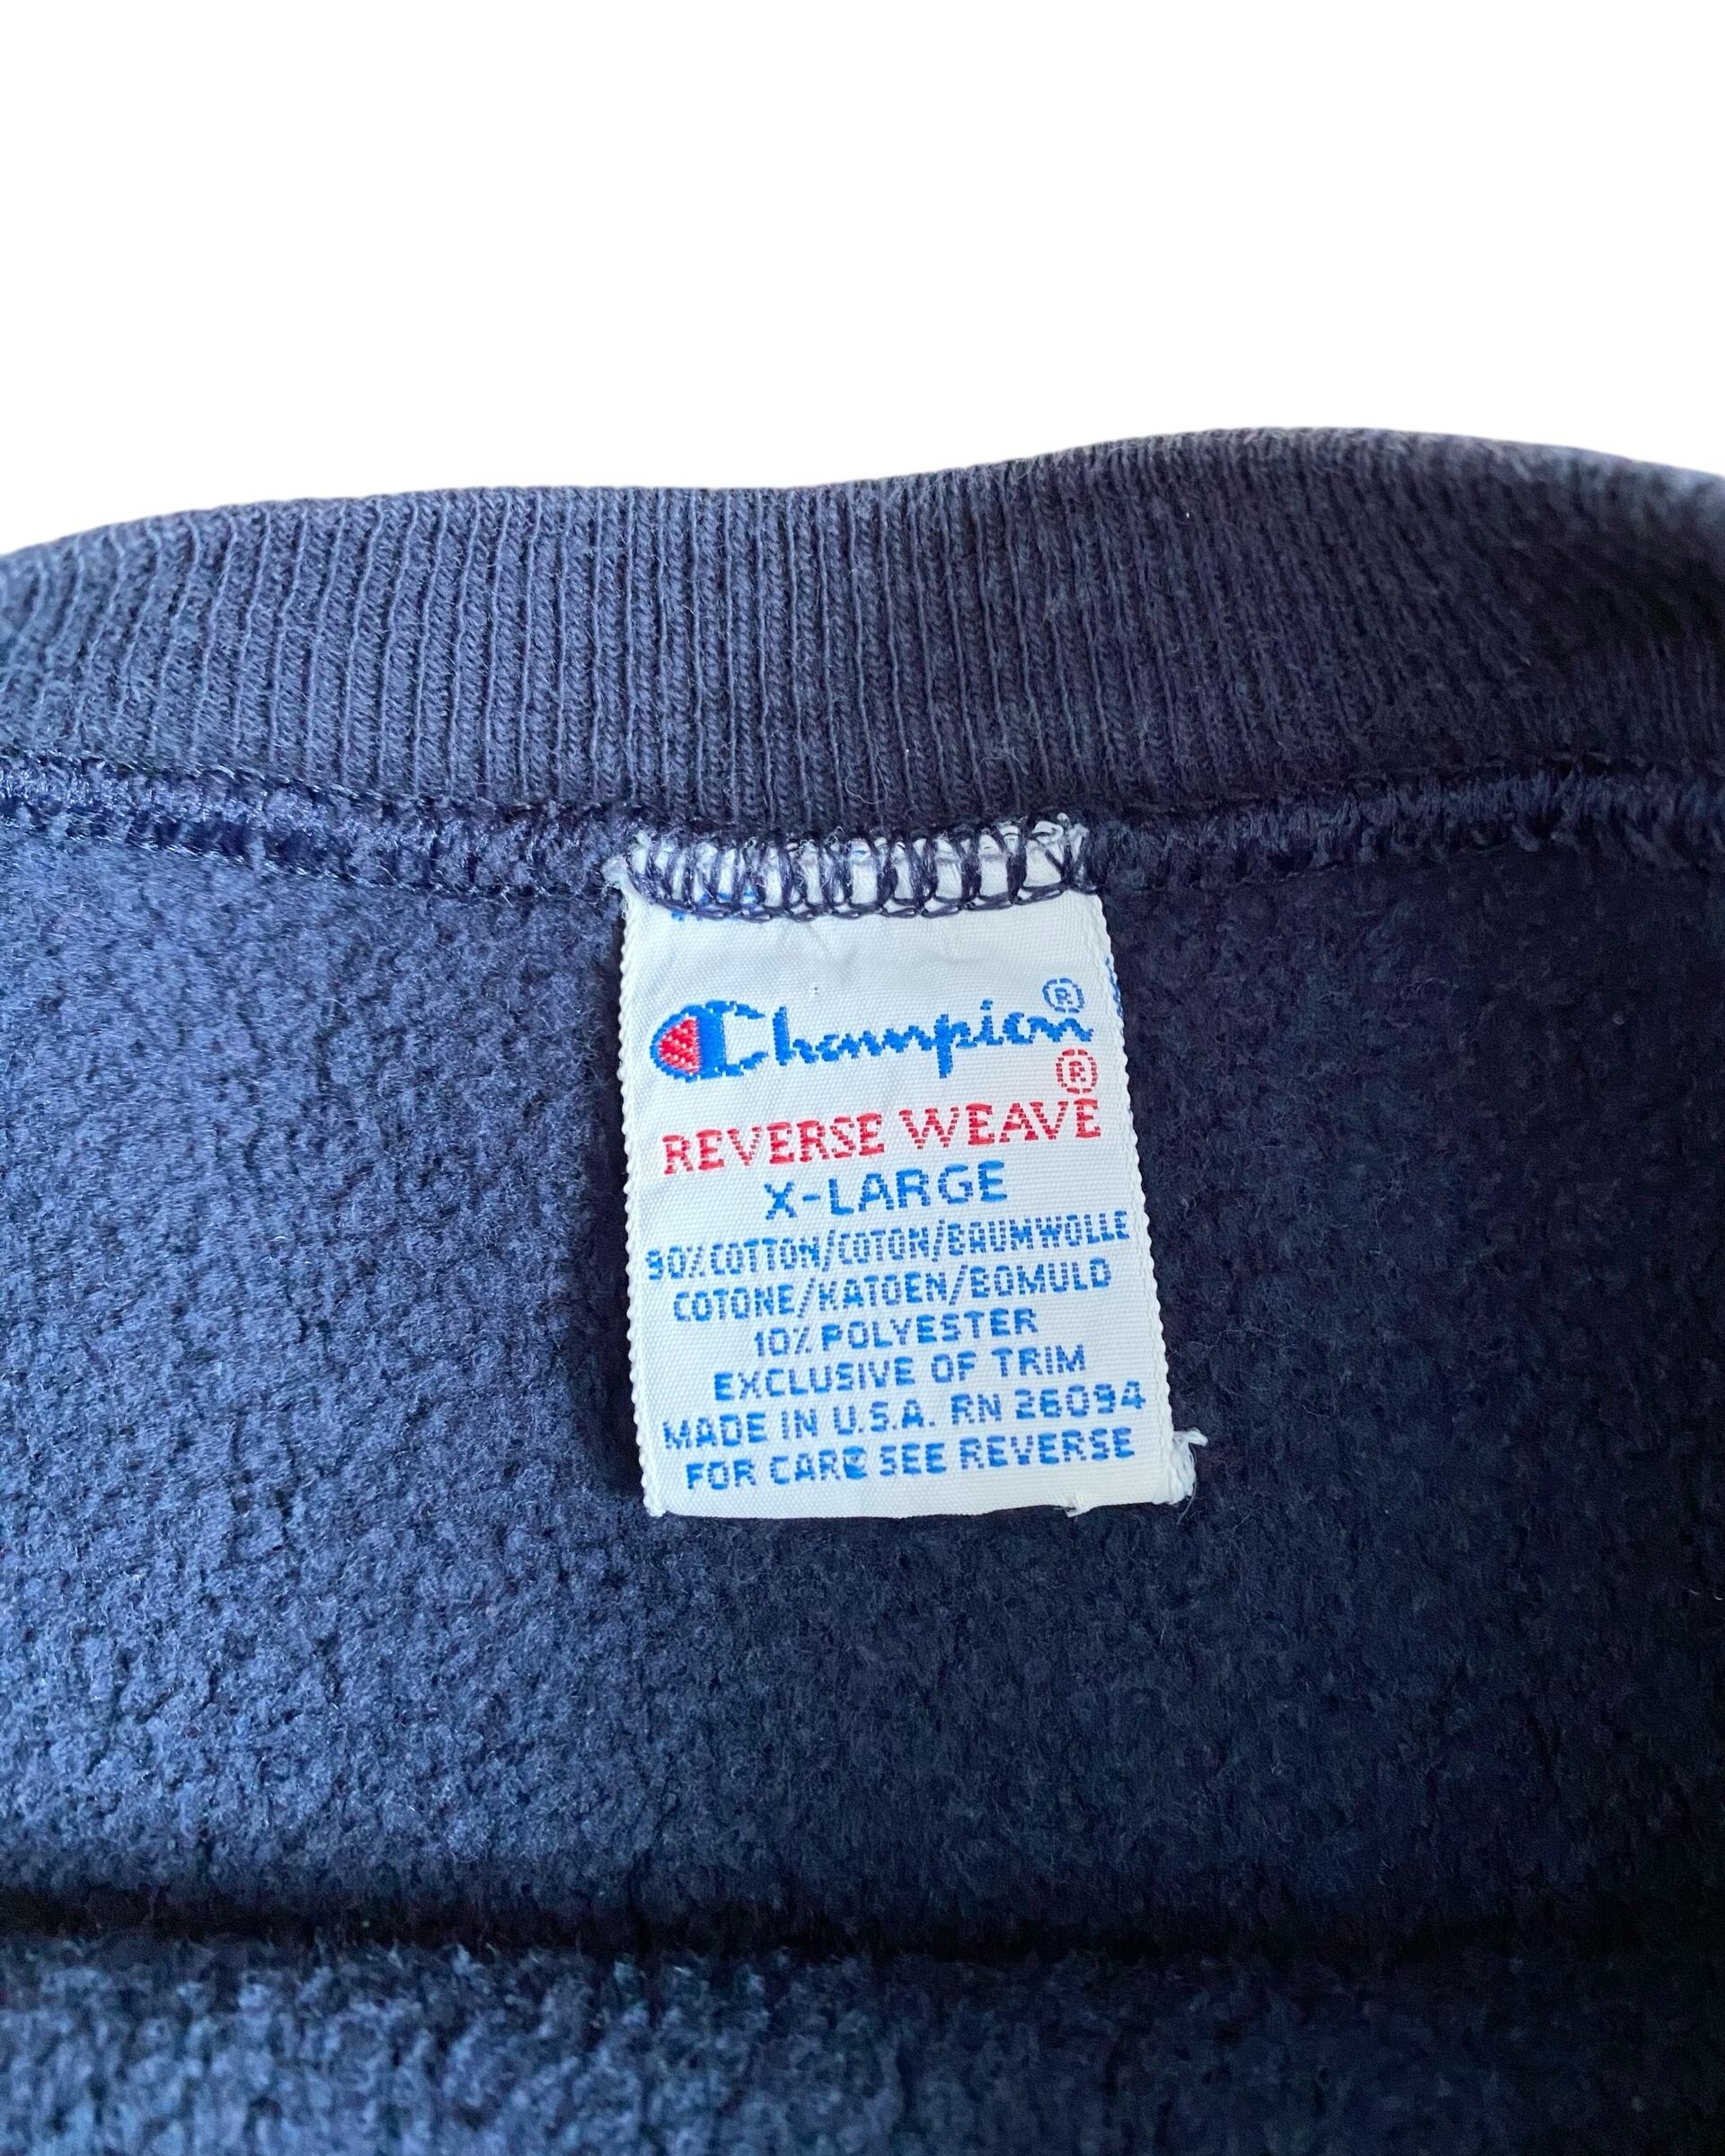 Champion®
®
REVERSE WEAVE
X-LARGE
90% COTTON/COTON/BAUMWOLLE
COTONE/KATOEN/BOMULD
10% POLYESTER
EXCLUSIVE OF TRIM
MADE IN U.S.A. RN 26094
FOR CARE SEE REVERSE